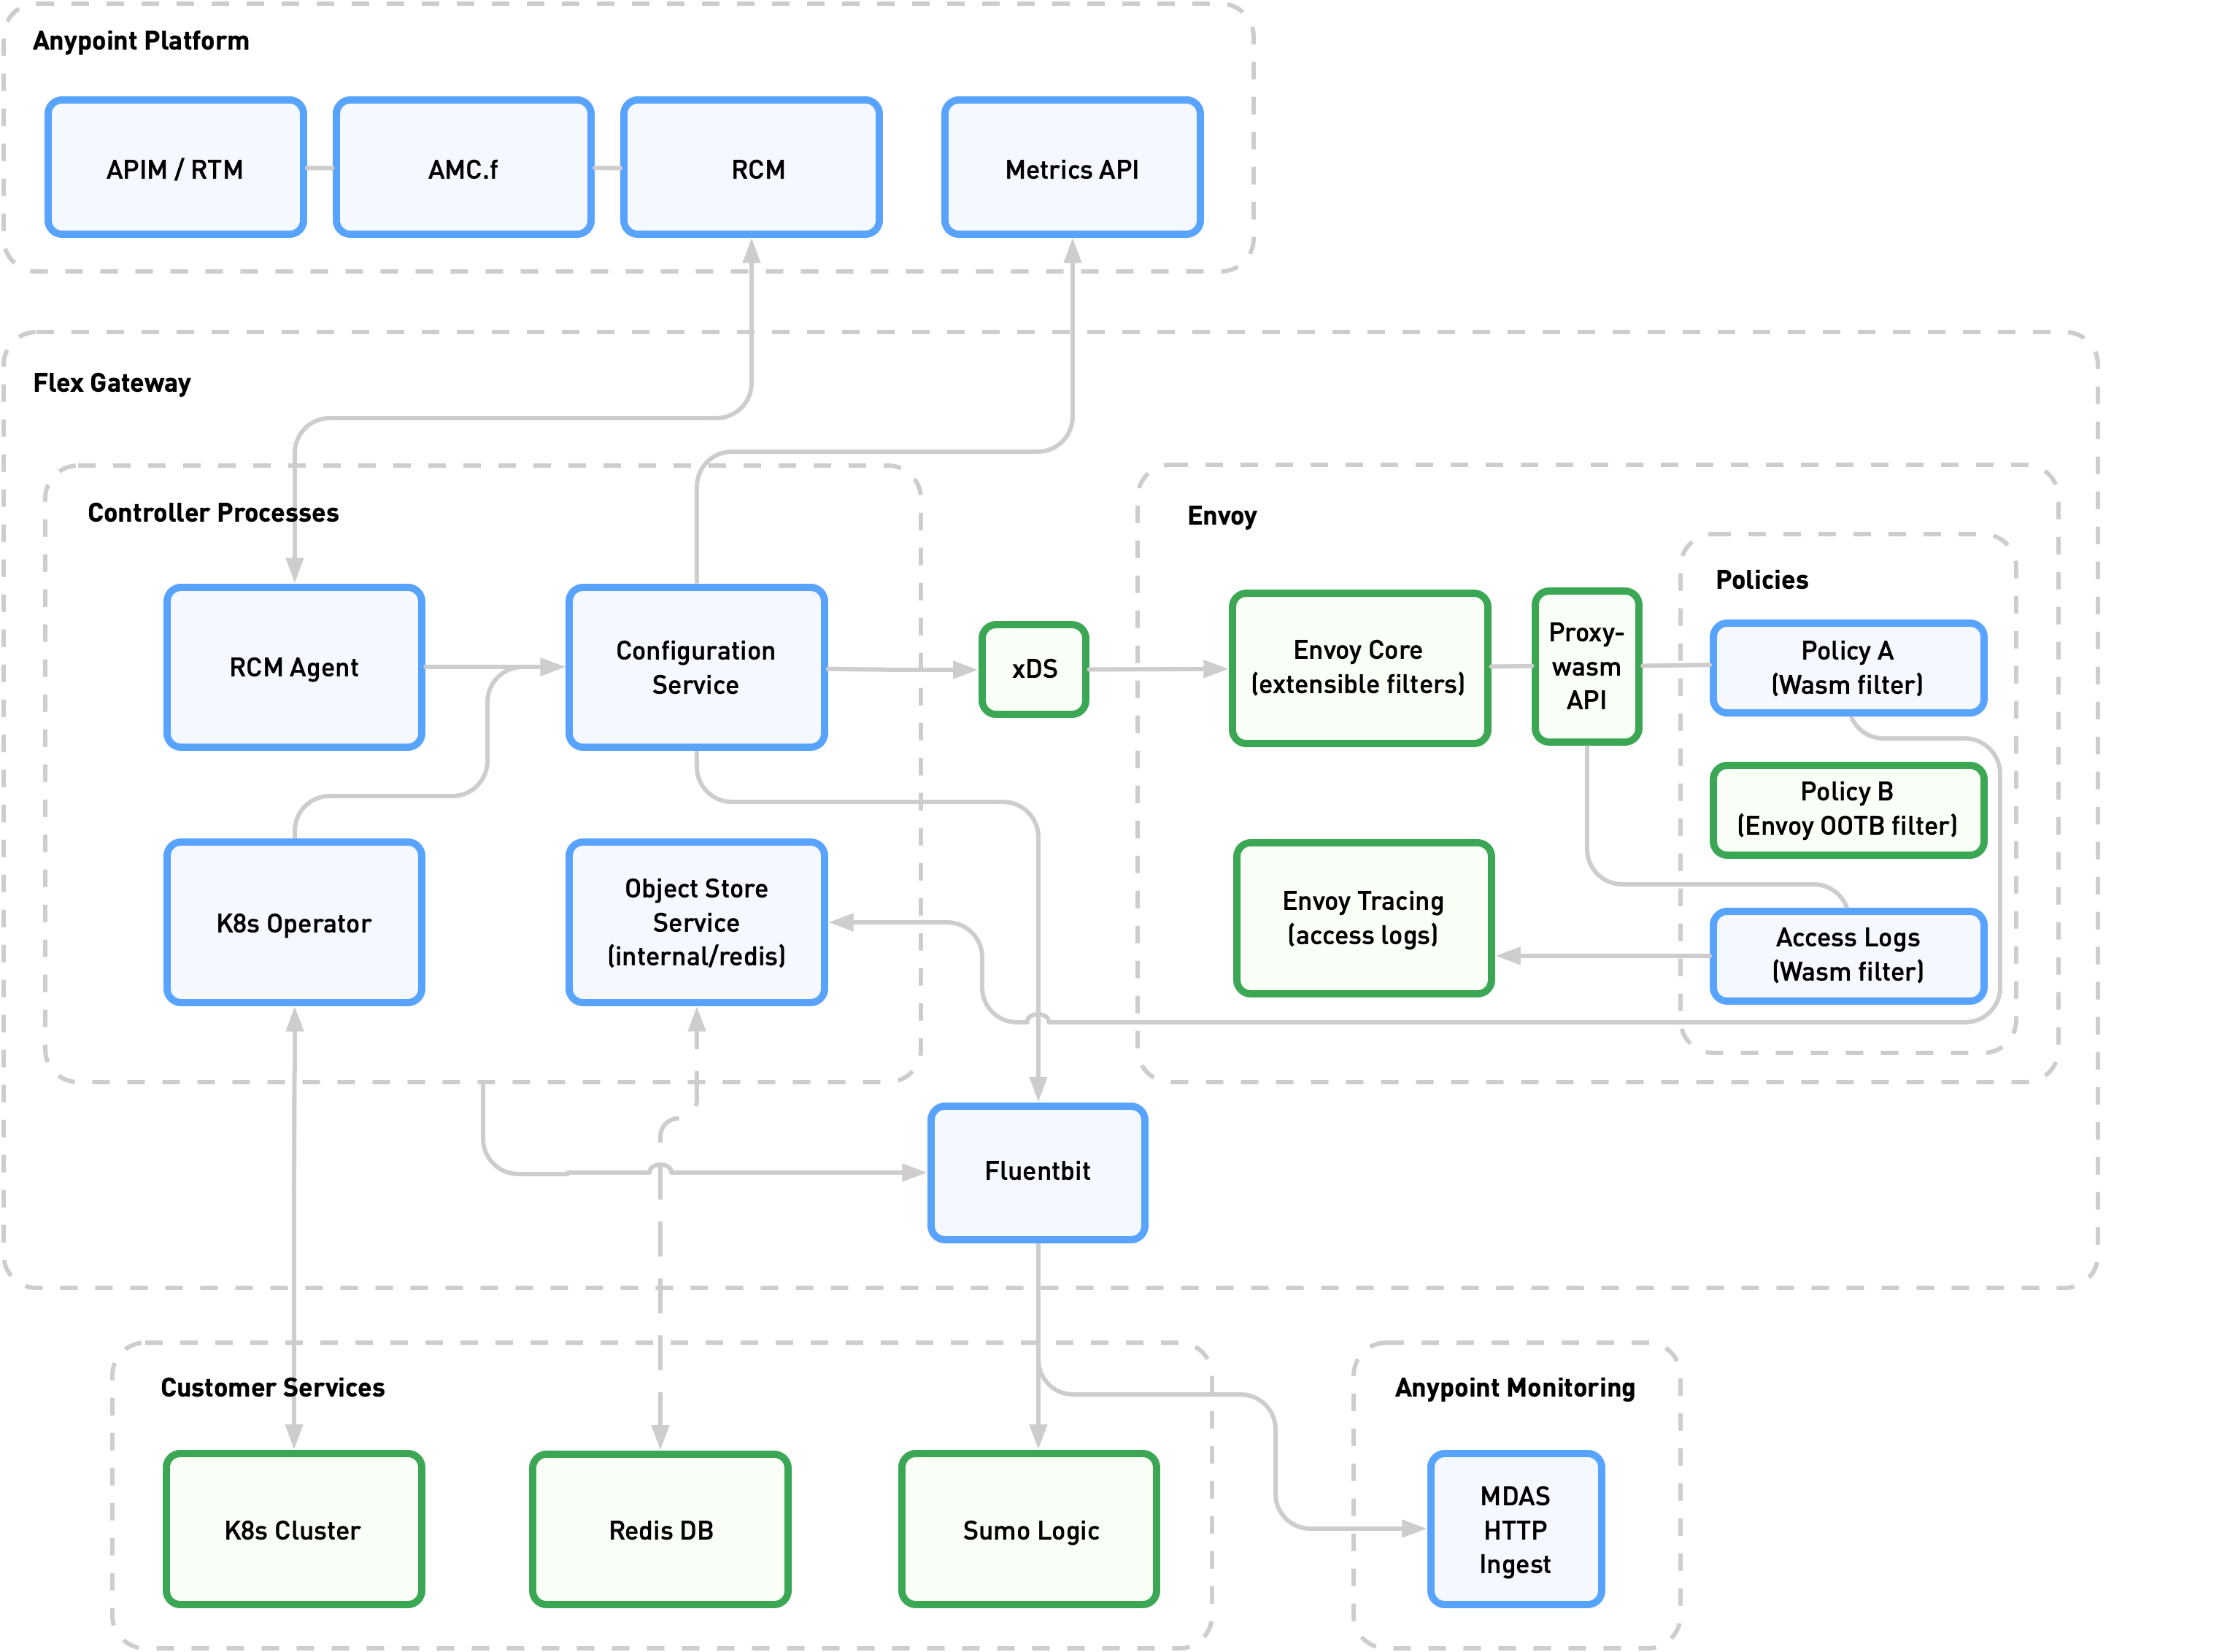 Anypoint Platform
APIM / RTM
AMC.f
RCM
Metrics API
Flex Gateway
Controller Processes
Envoy
Policies
RCM Agent
Configuration
Service
xDS
Envoy Core
(extensible filters)
Proxy-
wasm
API
Policy A
(Wasm filter)
Policy B
(Envoy OOTB filter)
K8s Operator
Object Store
Service
(internal/redis)
Envoy Tracing
(access logs)
Access Logs
(Wasm filter)
Fluentbit
Customer Services
Anypoint Monitoring
K8s Cluster
Redis DB
Sumo Logic
MDAS
HTTP
Ingest